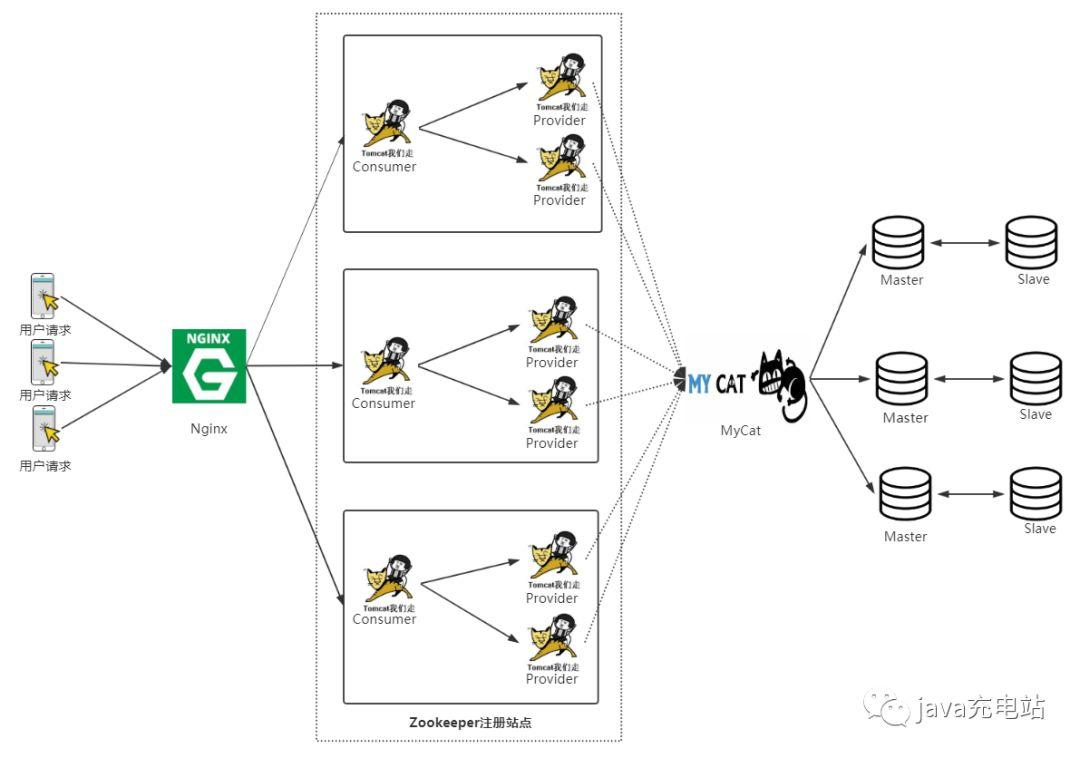 用户请求
用户请求
用户请求
NGINX
Nginx
Tomcat我们走
Consumer
Tomcat我们走
Provider
Tomcat我们走
Provider
Tomcat我们走
Consumer
Tomcat我们走
Provider
Tomcat我们走
Provider
Tomcat我们走
Consumer
Tomcat我们走
Provider
Tomcat我们走
Provider
Zookeeper注册站点
MY CAT
MyCat
Master
Slave
Master
Slave
Master
Slave
java充电站